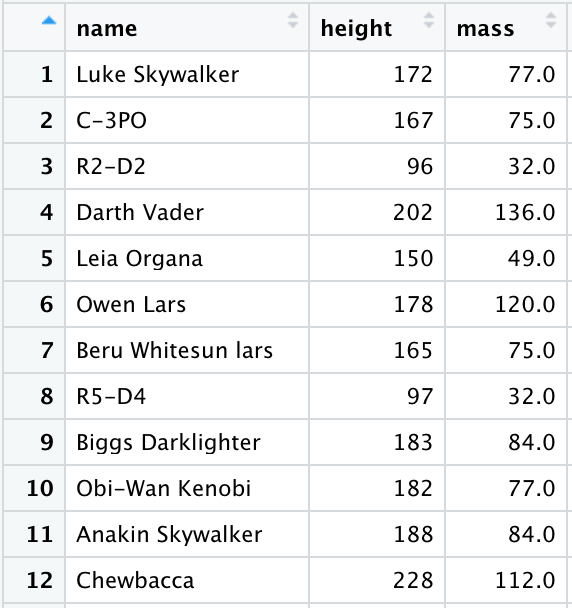 name height mass
1 Luke Skywalker 172 77.0
2 C-3PO 167 75.0
3 R2-D2 96 32.0
4 Darth Vader 202 136.0
5 Leia Organa 150 49.0
6 Owen Lars 178 120.0
7 Beru Whitesun lars 165 75.0
8 R5-D4 97 32.0
9 Biggs Darklighter 183 84.0
10 Obi-Wan Kenobi 182 77.0
11 Anakin Skywalker 188 84.0
12 Chewbacca 228 112.0